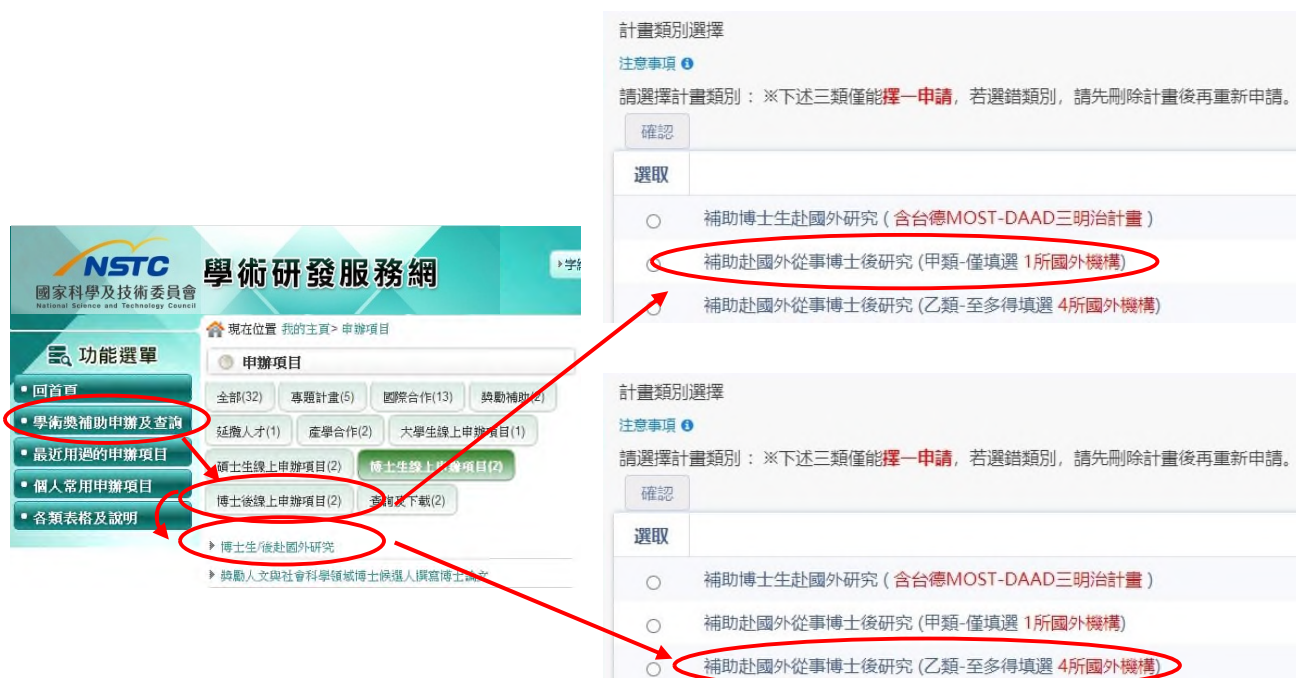 NSTC
國家科學及技術委員會
National Science and Technology Council
學術研發服務網
現在位置 我的主頁> 申辦項目
功能選單
回首頁
學術獎補助申辦及查詢
最近用過的申辦項目
個人常用申辦項目
各類表格及說明
申辦項目
全部(32) 專題計畫(5) 國際合作(13) 獎勵補助(2)
延攬人才(1) 產學合作(2) 大學生線上申辦項目(1)
碩士生線上申辦項目(2) 博士生線上申辦項目(2)
博士後線上申辦項目(2) 查詢及下載(2)
博士生/後赴國外研究
獎勵人文與社會科學領域博士候選人撰寫博士論文
計畫類別選擇
注意事項
請選擇計畫類別：※下述三類僅能擇一申請，若選錯類別，請先刪除計畫後再重新申請。
確認
選取
補助博士生赴國外研究 ( 含台德MOST-DAAD三明治計畫 )
補助赴國外從事博士後研究 (甲類-僅填選 1所國外機構)
補助赴國外從事博士後研究 (乙類-至多得填選 4所國外機構)
計畫類別選擇
注意事項
請選擇計畫類別：※下述三類僅能擇一申請，若選錯類別，請先刪除計畫後再重新申請。
確認
選取
補助博士生赴國外研究 ( 含台德MOST-DAAD三明治計畫 )
補助赴國外從事博士後研究 (甲類-僅填選 1所國外機構)
補助赴國外從事博士後研究 (乙類-至多得填選 4所國外機構)